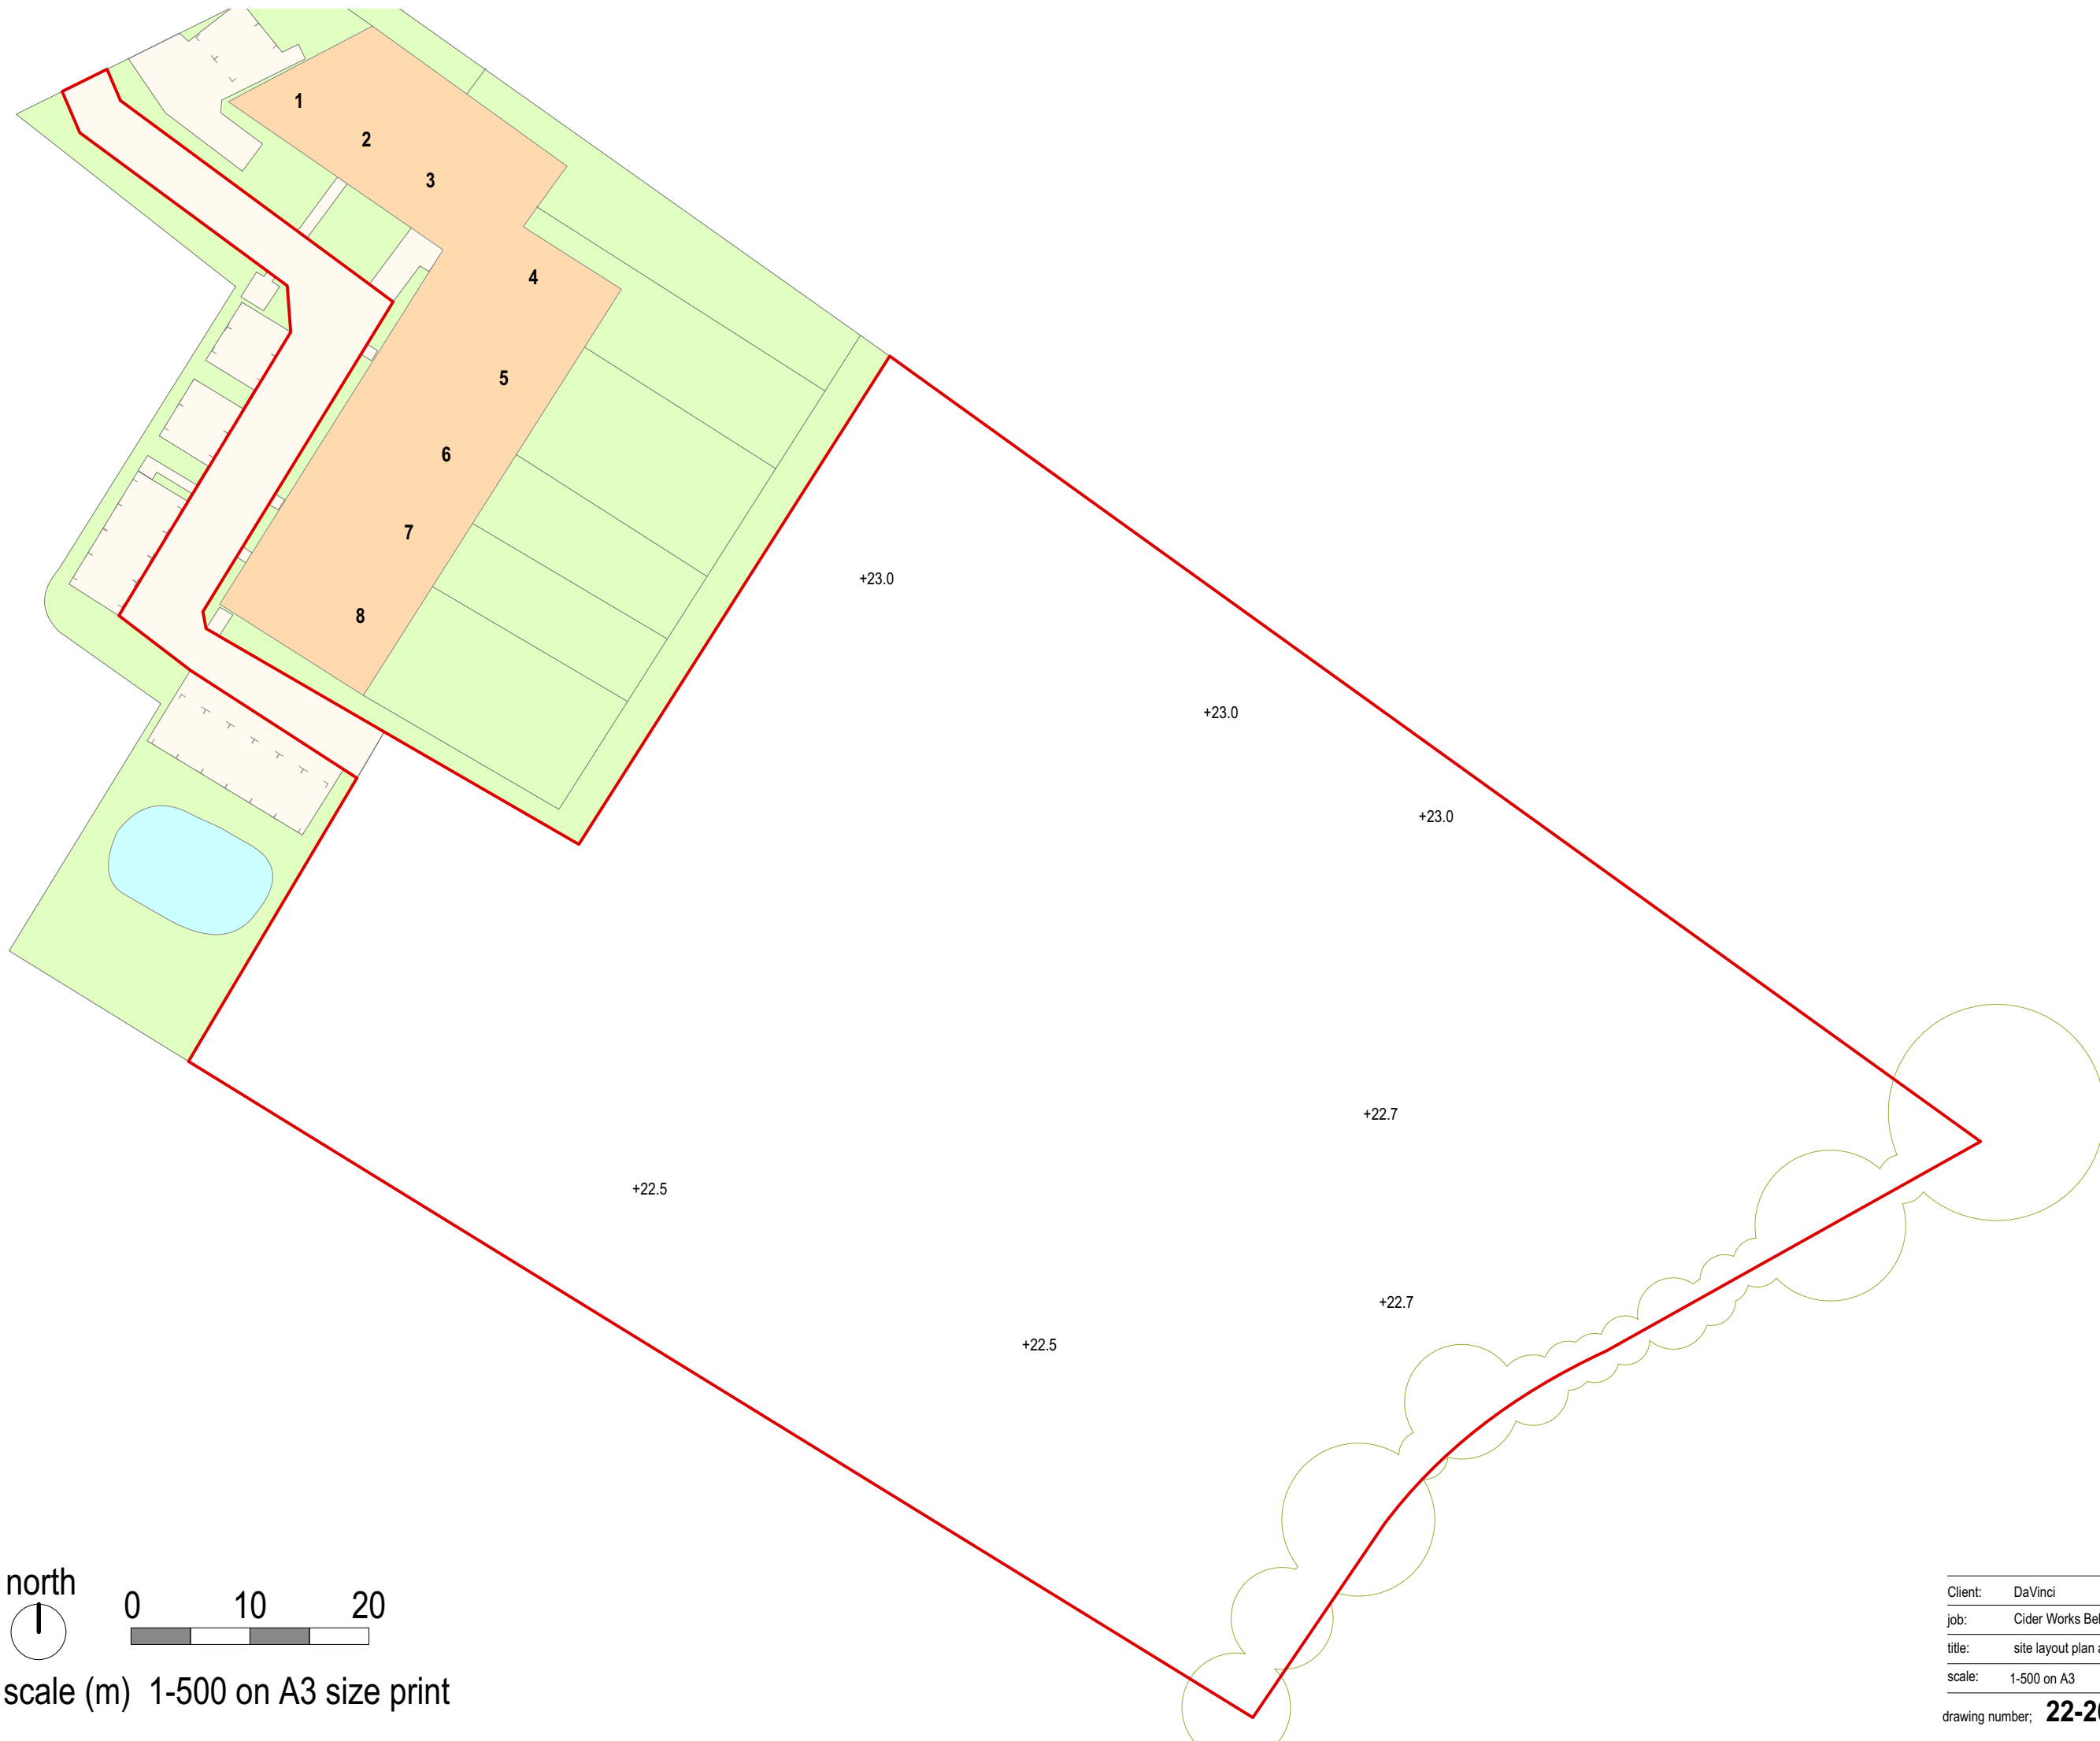 1
2
3
4
5
6
7
8
+23.0
+23.0
+23.0
+22.7
+22.5
+22.7
+22.5
north
0 10 20
scale (m) 1-500 on A3 size print
Client: DaVinci
job: Cider Works
title: site layout plan
scale: 1-500 on A3
drawing number;